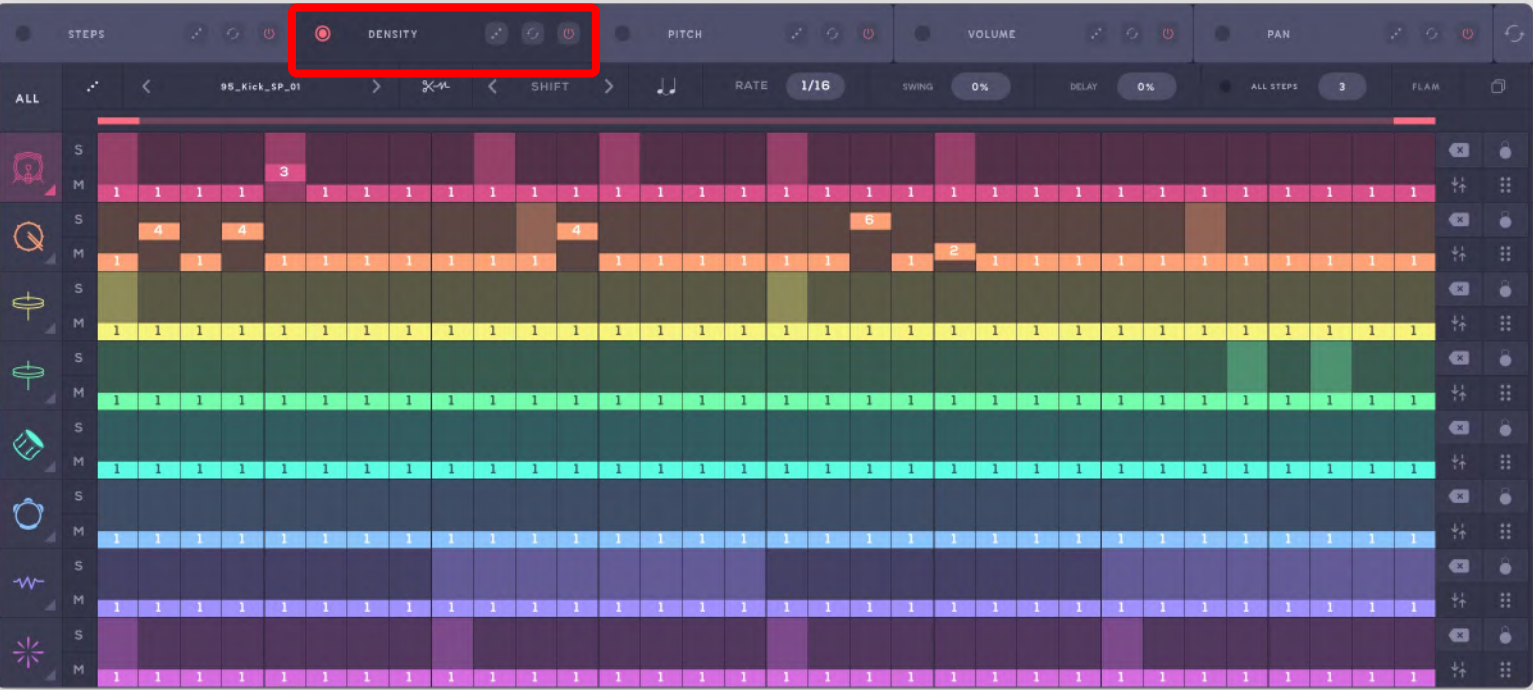 STEPS DENSITY PITCH VOLUME PAN
ALL 95_Kick_SP_01 SHIFT RATE 1/16 SWING 0% DELAY 0% ALL STEPS 3 FLAM
S
3
M 1 1 1 1 1 1 1 1 1 1 1 1 1 1 1 1 1 1 1 1 1 1 1 1 1 1 1 1 1 1 1
S 6
4 4 4
M 2
1 1 1 1 1 1 1 1 1 1 1 1 1 1 1 1 1 1 1 1 1 1 1 1 1 1 1
S
M 1 1 1 1 1 1 1 1 1 1 1 1 1 1 1 1 1 1 1 1 1 1 1 1 1 1 1 1 1 1 1 1
S
M 1 1 1 1 1 1 1 1 1 1 1 1 1 1 1 1 1 1 1 1 1 1 1 1 1 1 1 1 1 1 1 1
S
M 1 1 1 1 1 1 1 1 1 1 1 1 1 1 1 1 1 1 1 1 1 1 1 1 1 1 1 1 1 1 1 1
S
M 1 1 1 1 1 1 1 1 1 1 1 1 1 1 1 1 1 1 1 1 1 1 1 1 1 1 1 1 1 1 1 1
S
M 1 1 1 1 1 1 1 1 1 1 1 1 1 1 1 1 1 1 1 1 1 1 1 1 1 1 1 1 1 1 1 1
S
M 1 1 1 1 1 1 1 1 1 1 1 1 1 1 1 1 1 1 1 1 1 1 1 1 1 1 1 1 1 1 1 1